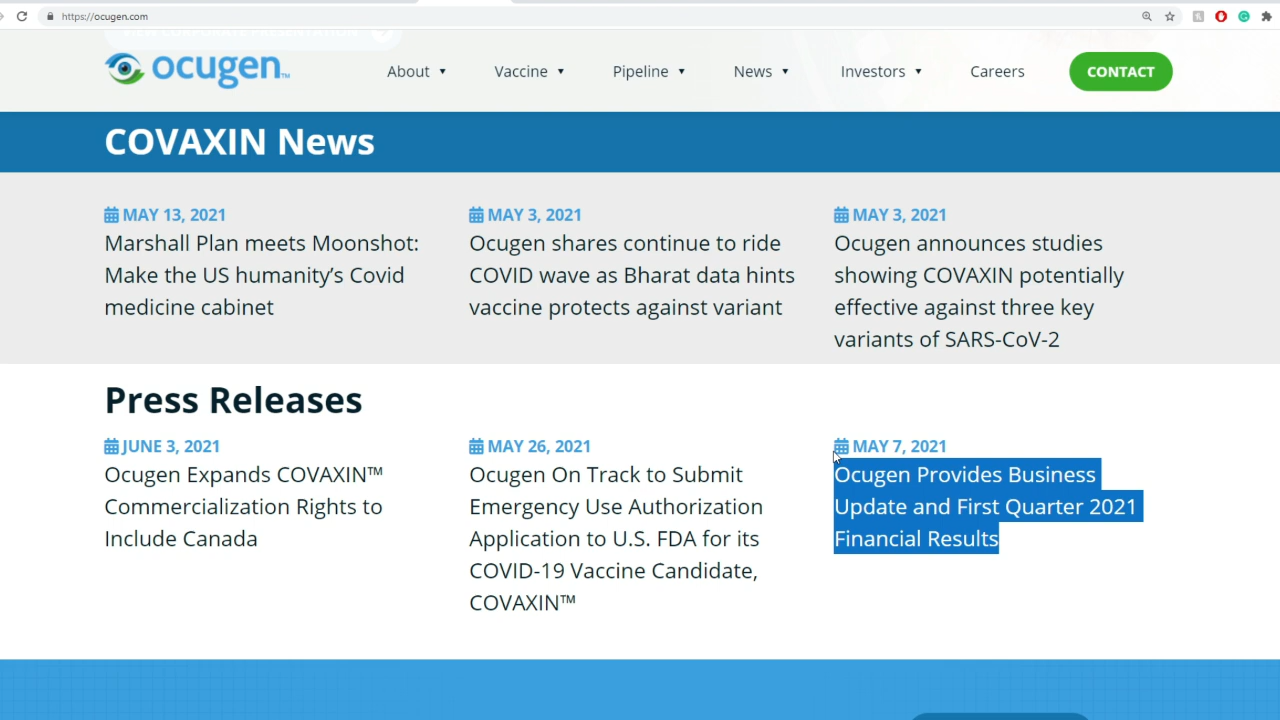 https://ocugen.com
VIEW CORPORATE PRESENTATION
ocugen™
About
Vaccine
Pipeline
News
Investors
Careers
CONTACT
COVAXIN News
MAY 13, 2021
Marshall Plan meets Moonshot:
Make the US humanity’s Covid
medicine cabinet
MAY 3, 2021
Ocugen shares continue to ride
COVID wave as Bharat data hints
vaccine protects against variant
MAY 3, 2021
Ocugen announces studies
showing COVAXIN potentially
effective against three key
variants of SARS-CoV-2
Press Releases
JUNE 3, 2021
Ocugen Expands COVAXIN™
Commercialization Rights to
Include Canada
MAY 26, 2021
Ocugen On Track to Submit
Emergency Use Authorization
Application to U.S. FDA for its
COVID-19 Vaccine Candidate,
COVAXIN™
MAY 7, 2021
Ocugen Provides Business
Update and First Quarter 2021
Financial Results